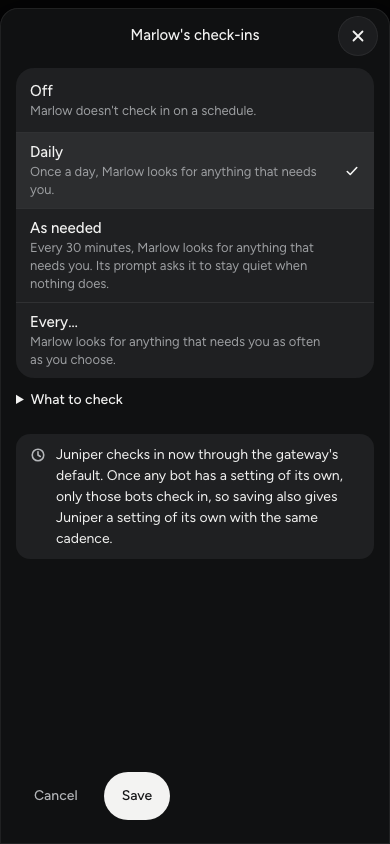 Marlow's check-ins
Off
Marlow doesn't check in on a schedule.
Daily
Once a day, Marlow looks for anything that needs
you.
As needed
Every 30 minutes, Marlow looks for anything that
needs you. Its prompt asks it to stay quiet when
nothing does.
Every...
Marlow looks for anything that needs you as often
as you choose.
What to check
Juniper checks in now through the gateway's
default. Once any bot has a setting of its own,
only those bots check in, so saving also gives
Juniper a setting of its own with the same
cadence.
Cancel
Save